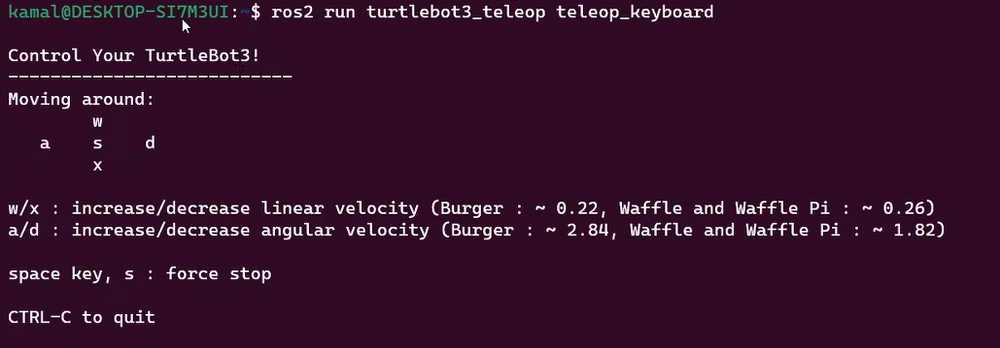 kamal@DESKTOP-SI7M3UI:~$ ros2 run turtlebot3_teleop teleop_keyboard
Control Your TurtleBot3!
---------------------------
Moving around:
        w
   a    s    d
        x
w/x : increase/decrease linear velocity (Burger : ~ 0.22, Waffle and Waffle Pi : ~ 0.26)
a/d : increase/decrease angular velocity (Burger : ~ 2.84, Waffle and Waffle Pi : ~ 1.82)
space key, s : force stop
CTRL-C to quit